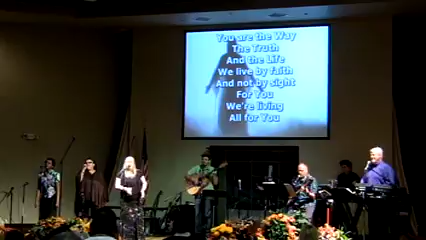 You are the Way
The Truth
And the Life
We live by faith
And not by sight
For You
We're living
All for You